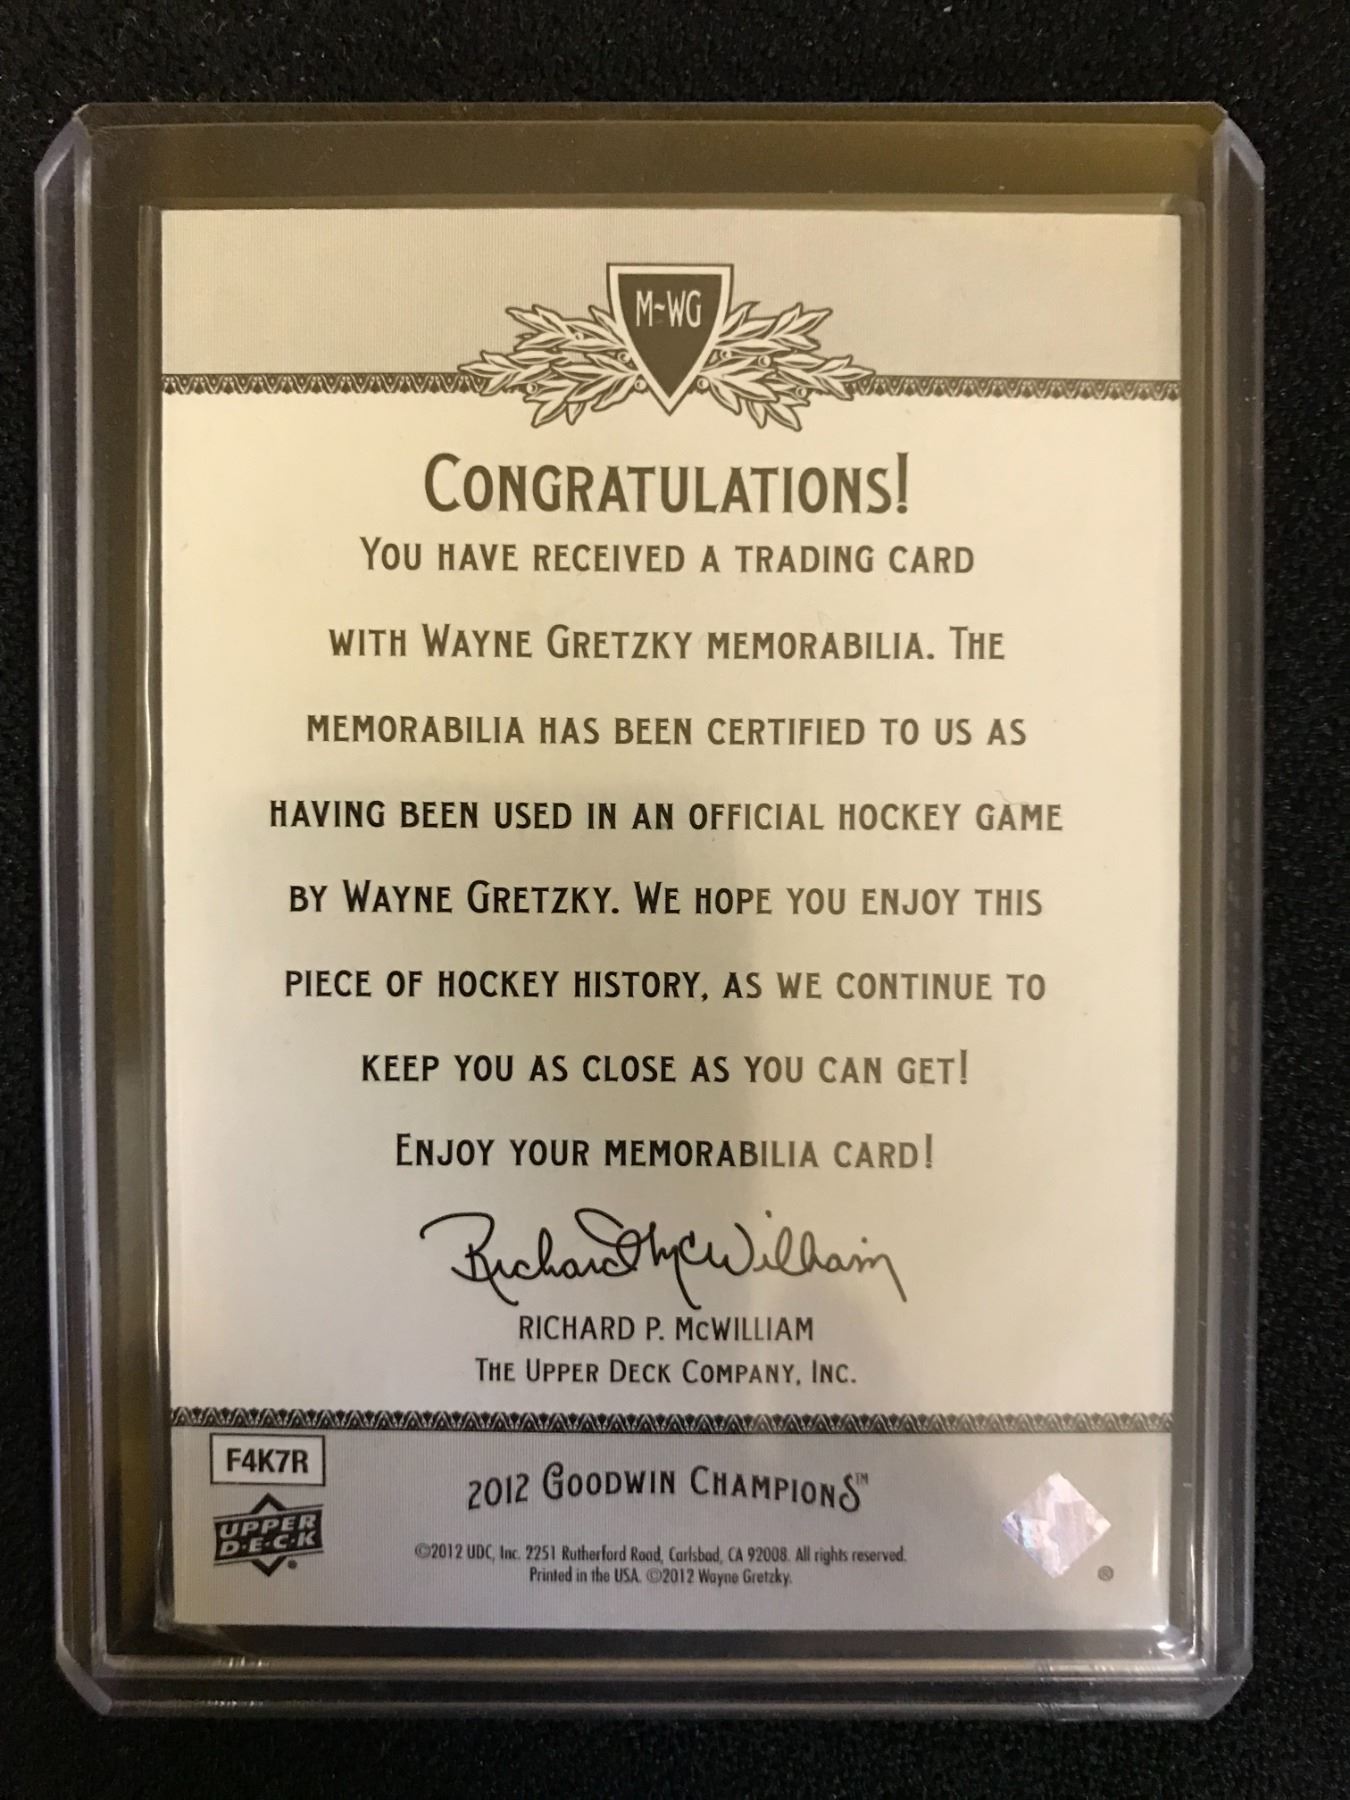 M~WG
CONGRATULATIONS!
YOU HAVE RECEIVED A TRADING CARD
WITH WAYNE GRETZKY MEMORABILIA. THE
MEMORABILIA HAS BEEN CERTIFIED TO US AS
HAVING BEEN USED IN AN OFFICIAL HOCKEY GAME
BY WAYNE GRETZKY. WE HOPE YOU ENJOY THIS
PIECE OF HOCKEY HISTORY, AS WE CONTINUE TO
KEEP YOU AS CLOSE AS YOU CAN GET!
ENJOY YOUR MEMORABILIA CARD!
Richard McWilliam
RICHARD P. McWILLIAM
THE UPPER DECK COMPANY, INC.
F4K7R
UPPER
D·E·C·K
2012 GOODWIN CHAMPIONS™
©2012 UDC, Inc. 2251 Rutherford Road, Carlsbad, CA 92008. All rights reserved.
Printed in the USA. ©2012 Wayne Gretzky.
®